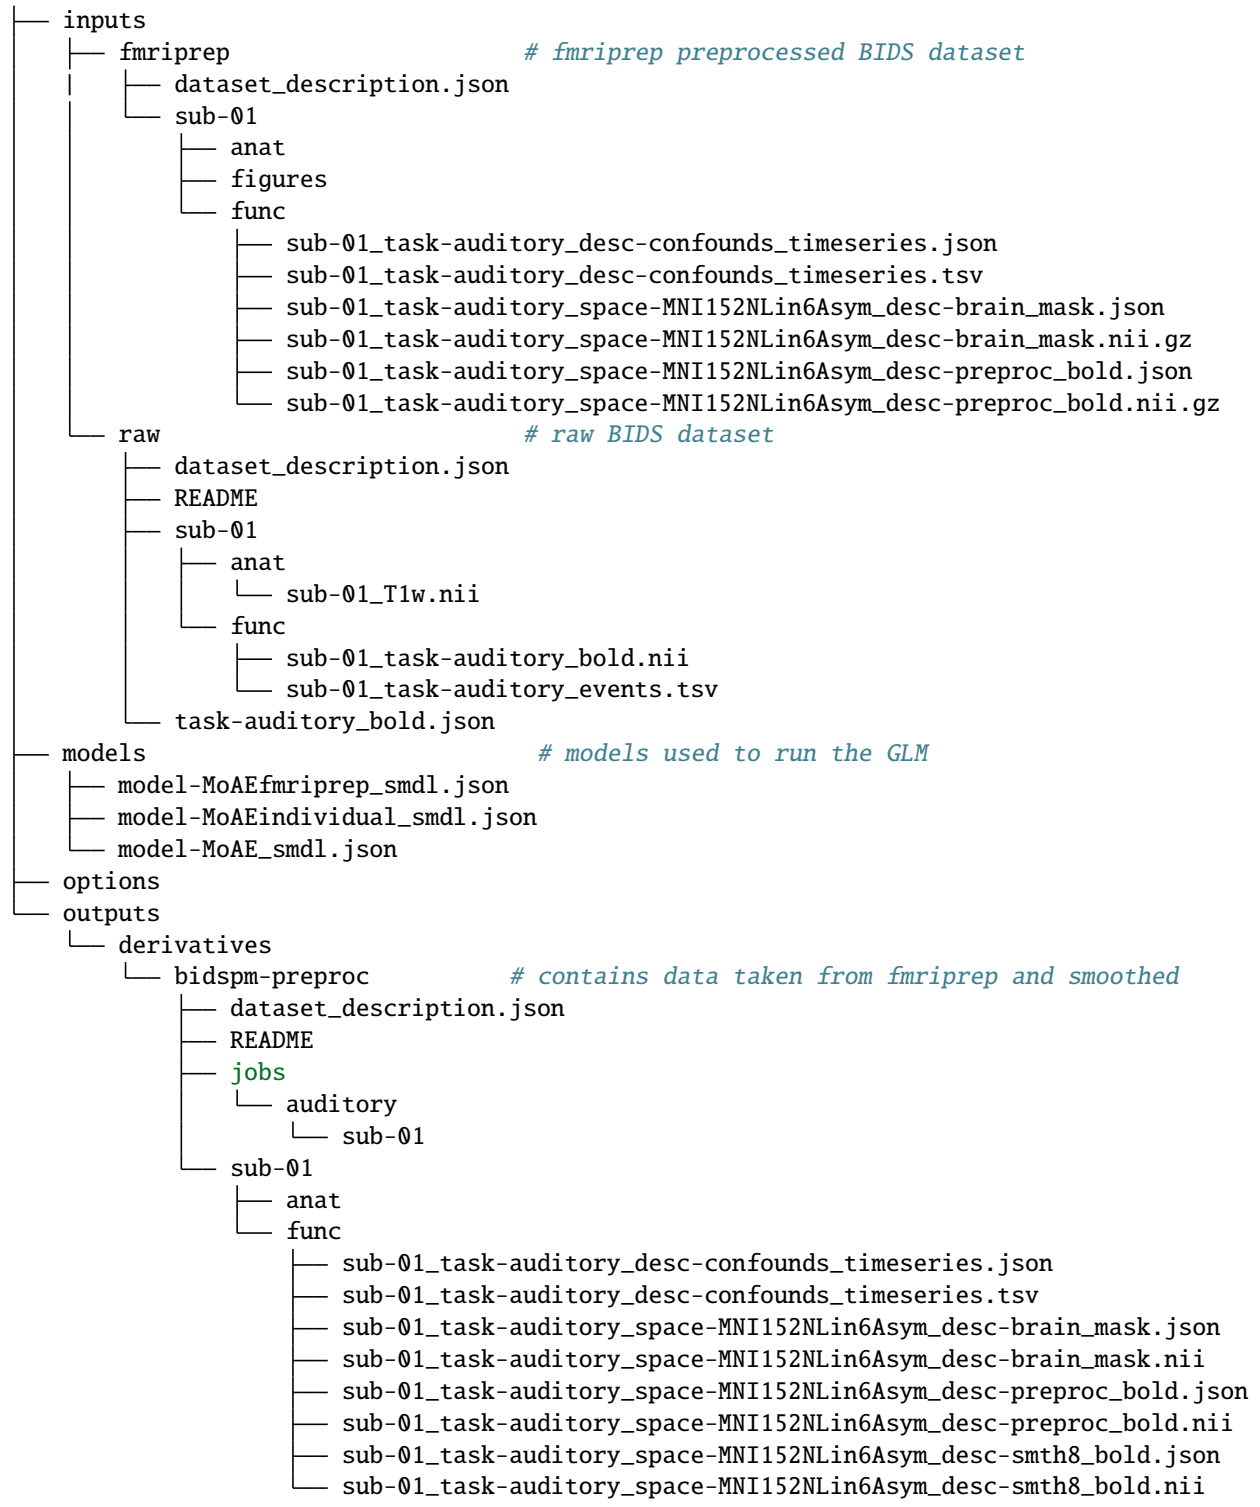 ├── inputs
│   ├── fmriprep                     # fmriprep preprocessed BIDS dataset
│   |   ├── dataset_description.json
│   │   └── sub-01
│   │       ├── anat
│   │       ├── figures
│   │       └── func
│   │           ├── sub-01_task-auditory_desc-confounds_timeseries.json
│   │           ├── sub-01_task-auditory_desc-confounds_timeseries.tsv
│   │           ├── sub-01_task-auditory_space-MNI152NLin6Asym_desc-brain_mask.json
│   │           ├── sub-01_task-auditory_space-MNI152NLin6Asym_desc-brain_mask.nii.gz
│   │           ├── sub-01_task-auditory_space-MNI152NLin6Asym_desc-preproc_bold.json
│   │           └── sub-01_task-auditory_space-MNI152NLin6Asym_desc-preproc_bold.nii.gz
│   └── raw                          # raw BIDS dataset
│       ├── dataset_description.json
│       ├── README
│       ├── sub-01
│       │   ├── anat
│       │   │   └── sub-01_T1w.nii
│       │   └── func
│       │       ├── sub-01_task-auditory_bold.nii
│       │       └── sub-01_task-auditory_events.tsv
│       └── task-auditory_bold.json
├── models                            # models used to run the GLM
│   ├── model-MoAEfmriprep_smdl.json
│   ├── model-MoAEindividual_smdl.json
│   └── model-MoAE_smdl.json
├── options
└── outputs
    └── derivatives
        └── bidspm-preproc          # contains data taken from fmriprep and smoothed
            ├── dataset_description.json
            ├── README
            ├── jobs
            │   └── auditory
            │       └── sub-01
            └── sub-01
                ├── anat
                └── func
                    ├── sub-01_task-auditory_desc-confounds_timeseries.json
                    ├── sub-01_task-auditory_desc-confounds_timeseries.tsv
                    ├── sub-01_task-auditory_space-MNI152NLin6Asym_desc-brain_mask.json
                    ├── sub-01_task-auditory_space-MNI152NLin6Asym_desc-brain_mask.nii
                    ├── sub-01_task-auditory_space-MNI152NLin6Asym_desc-preproc_bold.json
                    ├── sub-01_task-auditory_space-MNI152NLin6Asym_desc-preproc_bold.nii
                    ├── sub-01_task-auditory_space-MNI152NLin6Asym_desc-smth8_bold.json
                    └── sub-01_task-auditory_space-MNI152NLin6Asym_desc-smth8_bold.nii